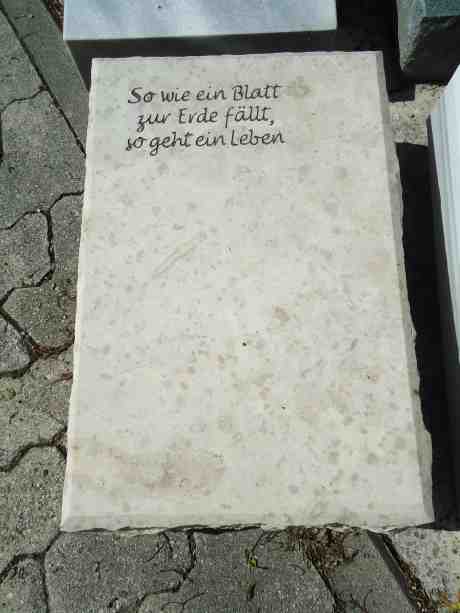 So wie ein Blatt
zur Erde fällt,
so geht ein Leben